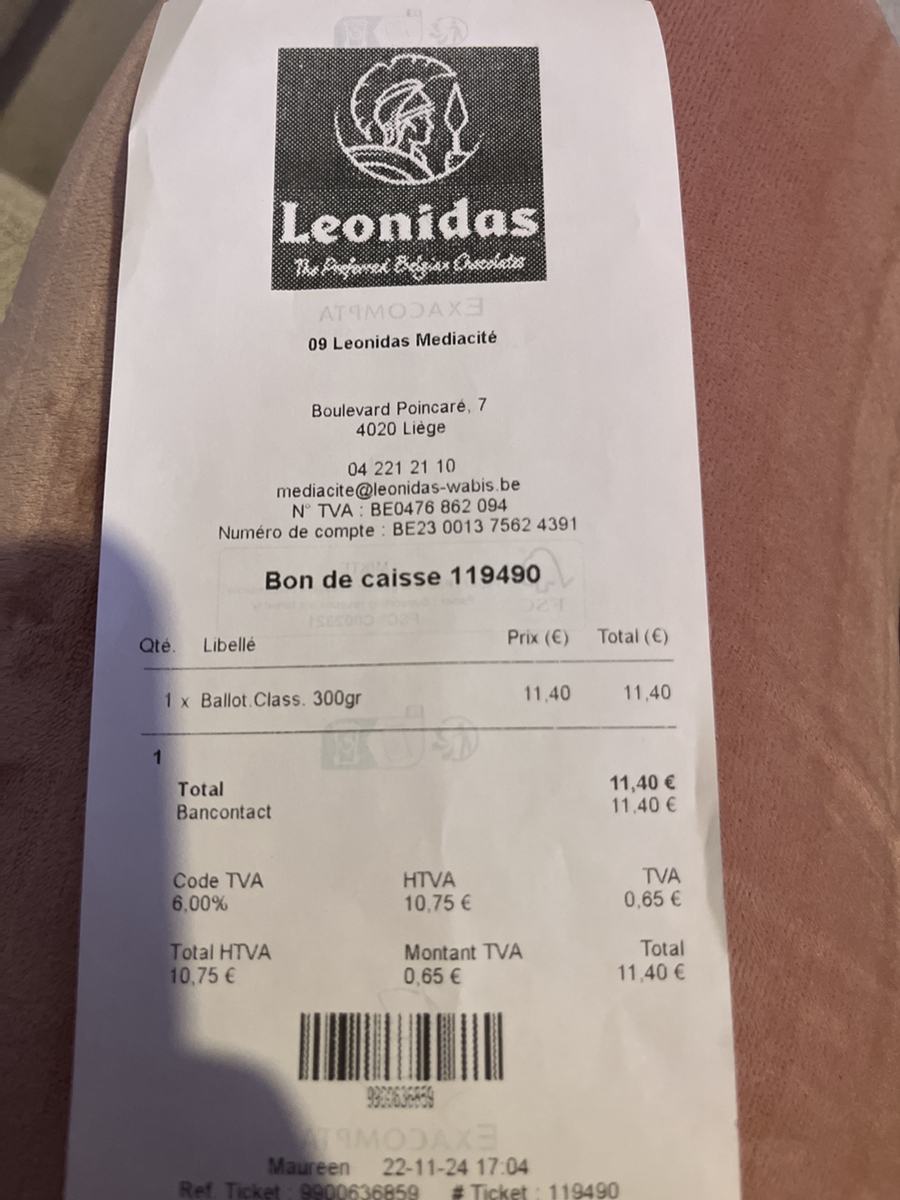 Leonidas
The Preferred Belgian Chocolates
EXACOMPTA
09 Leonidas Mediacité
Boulevard Poincaré, 7
4020 Liège
04 221 21 10
mediacite@leonidas-wabis.be
N° TVA : BE0476 862 094
Numéro de compte : BE23 0013 7562 4391
Bon de caisse 119490
FSC
Qté. Libellé Prix (€) Total (€)
1 x Ballot.Class. 300gr 11,40 11,40
1
Total 11,40 €
Bancontact 11,40 €
Code TVA HTVA TVA
6,00% 10,75 € 0,65 €
Total HTVA Montant TVA Total
10,75 € 0,65 € 11,40 €
9900636859
EXACOMPTA
Maureen 22-11-24 17:04
Ref. Ticket : 9900636859 # Ticket : 119490